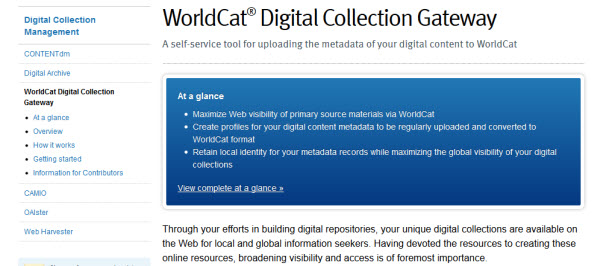 Digital Collection
Management
CONTENTdm
Digital Archive
WorldCat Digital Collection
Gateway
At a glance
Overview
How it works
Getting started
Information for Contributors
CAMIO
OAIster
Web Harvester
WorldCat® Digital Collection Gateway
A self-service tool for uploading the metadata of your digital content to WorldCat
At a glance
Maximize Web visibility of primary source materials via WorldCat
Create profiles for your digital content metadata to be regularly uploaded and converted to
WorldCat format
Retain local identity for your metadata records while maximizing the global visibility of your digital
collections
View complete at a glance »
Through your efforts in building digital repositories, your unique digital collections are available on
the Web for local and global information seekers. Having devoted the resources to creating these
online resources, broadening visibility and access is of foremost importance.